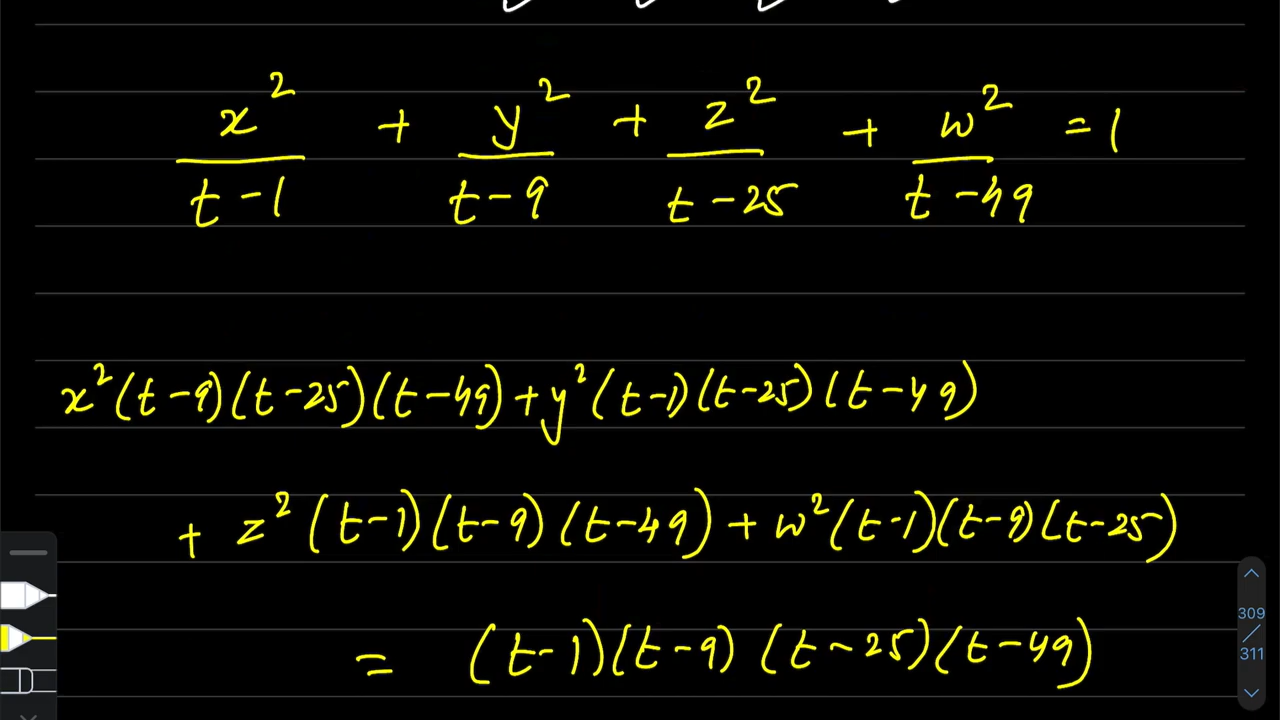 x² / (t-1) + y² / (t-9) + z² / (t-25) + w² / (t-49) = 1
x²(t-9)(t-25)(t-49)+y²(t-1)(t-25)(t-49)
+ z²(t-1)(t-9)(t-49)+w²(t-1)(t-9)(t-25)
= (t-1)(t-9)(t-25)(t-49)
309
/
311